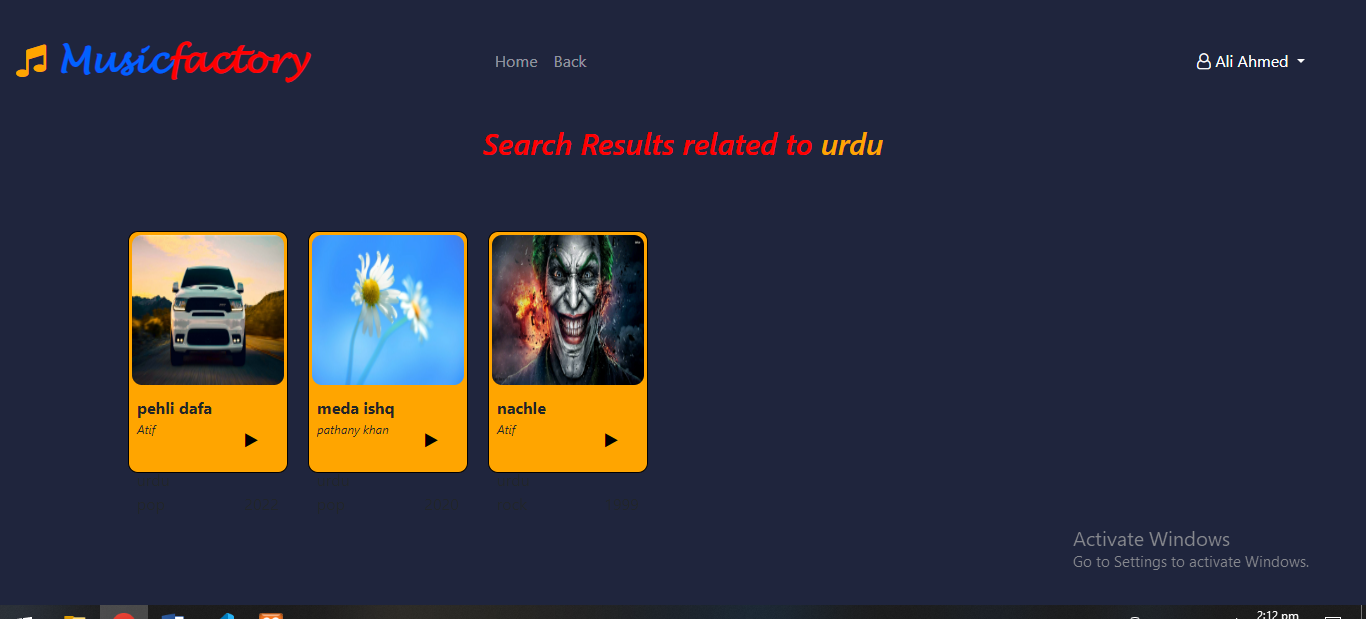 Musicfactory
Home Back
Ali Ahmed
Search Results related to urdu
pehli dafa
Atif
meda ishq
pathany khan
nachle
Atif
Activate Windows
Go to Settings to activate Windows.
2:12 pm